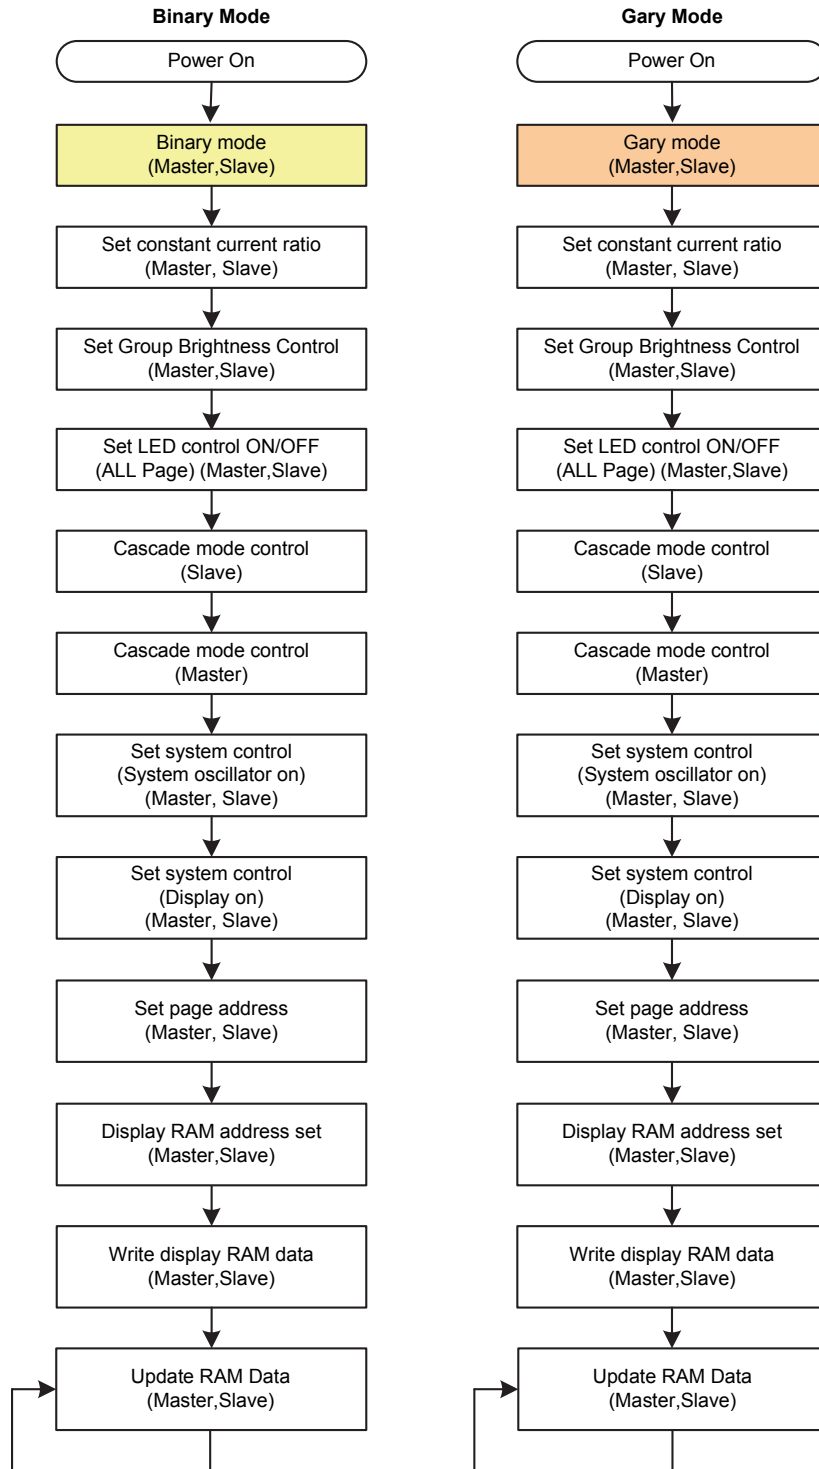 Binary Mode
Power On
Binary mode
(Master,Slave)
Set constant current ratio
(Master, Slave)
Set Group Brightness Control
(Master,Slave)
Set LED control ON/OFF
(ALL Page) (Master,Slave)
Cascade mode control
(Slave)
Cascade mode control
(Master)
Set system control
(System oscillator on)
(Master, Slave)
Set system control
(Display on)
(Master, Slave)
Set page address
(Master, Slave)
Display RAM address set
(Master,Slave)
Write display RAM data
(Master,Slave)
Update RAM Data
(Master,Slave)
Gary Mode
Power On
Gary mode
(Master,Slave)
Set constant current ratio
(Master, Slave)
Set Group Brightness Control
(Master,Slave)
Set LED control ON/OFF
(ALL Page) (Master,Slave)
Cascade mode control
(Slave)
Cascade mode control
(Master)
Set system control
(System oscillator on)
(Master, Slave)
Set system control
(Display on)
(Master, Slave)
Set page address
(Master, Slave)
Display RAM address set
(Master,Slave)
Write display RAM data
(Master,Slave)
Update RAM Data
(Master,Slave)